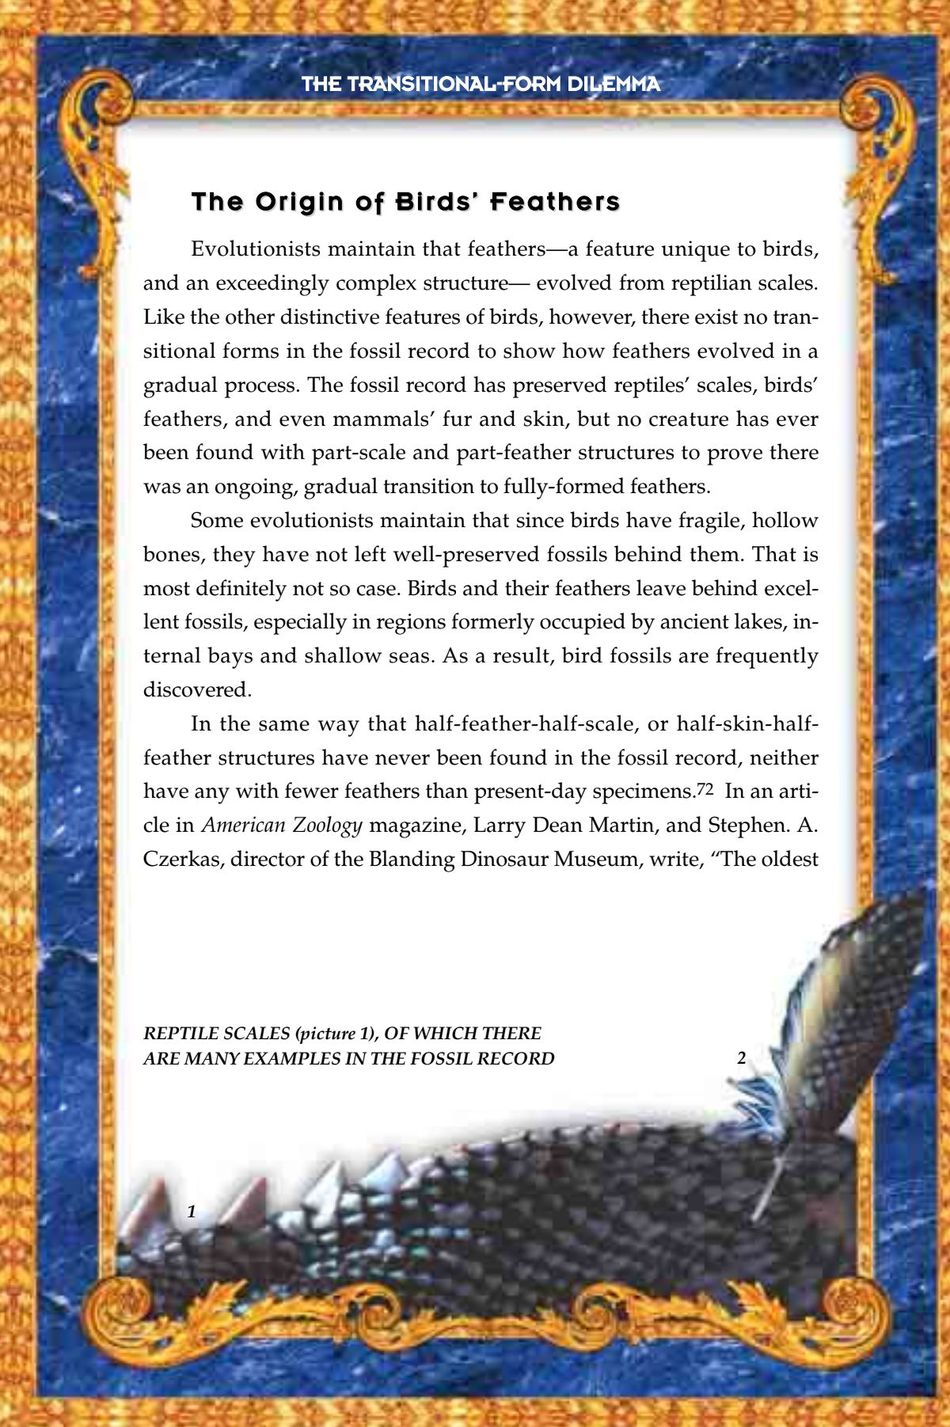 THE TRANSITIONAL-FORM DILEMMA
The Origin of Birds' Feathers
Evolutionists maintain that feathers—a feature unique to birds,
and an exceedingly complex structure— evolved from reptilian scales.
Like the other distinctive features of birds, however, there exist no tran-
sitional forms in the fossil record to show how feathers evolved in a
gradual process. The fossil record has preserved reptiles' scales, birds'
feathers, and even mammals' fur and skin, but no creature has ever
been found with part-scale and part-feather structures to prove there
was an ongoing, gradual transition to fully-formed feathers.
Some evolutionists maintain that since birds have fragile, hollow
bones, they have not left well-preserved fossils behind them. That is
most definitely not so case. Birds and their feathers leave behind excel-
lent fossils, especially in regions formerly occupied by ancient lakes, in-
ternal bays and shallow seas. As a result, bird fossils are frequently
discovered.
In the same way that half-feather-half-scale, or half-skin-half-
feather structures have never been found in the fossil record, neither
have any with fewer feathers than present-day specimens.72 In an arti-
cle in American Zoology magazine, Larry Dean Martin, and Stephen. A.
Czerkas, director of the Blanding Dinosaur Museum, write, “The oldest
REPTILE SCALES (picture 1), OF WHICH THERE
ARE MANY EXAMPLES IN THE FOSSIL RECORD
2
1